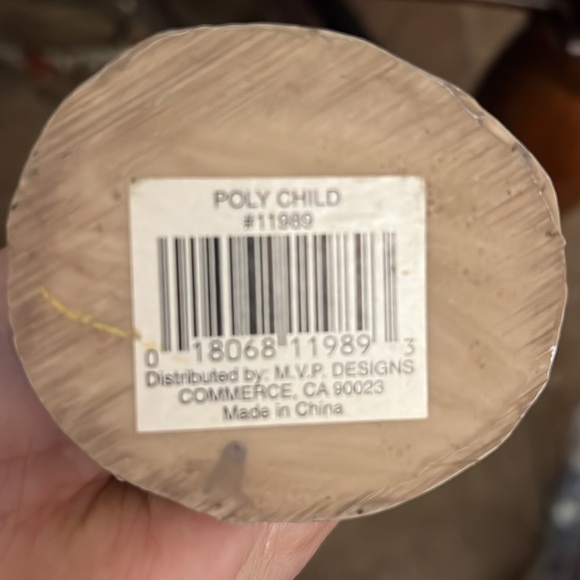 POLY CHILD
#11989
0 18068 11989 3
Distributed by: M.V.P. DESIGNS
COMMERCE, CA 90023
Made in China